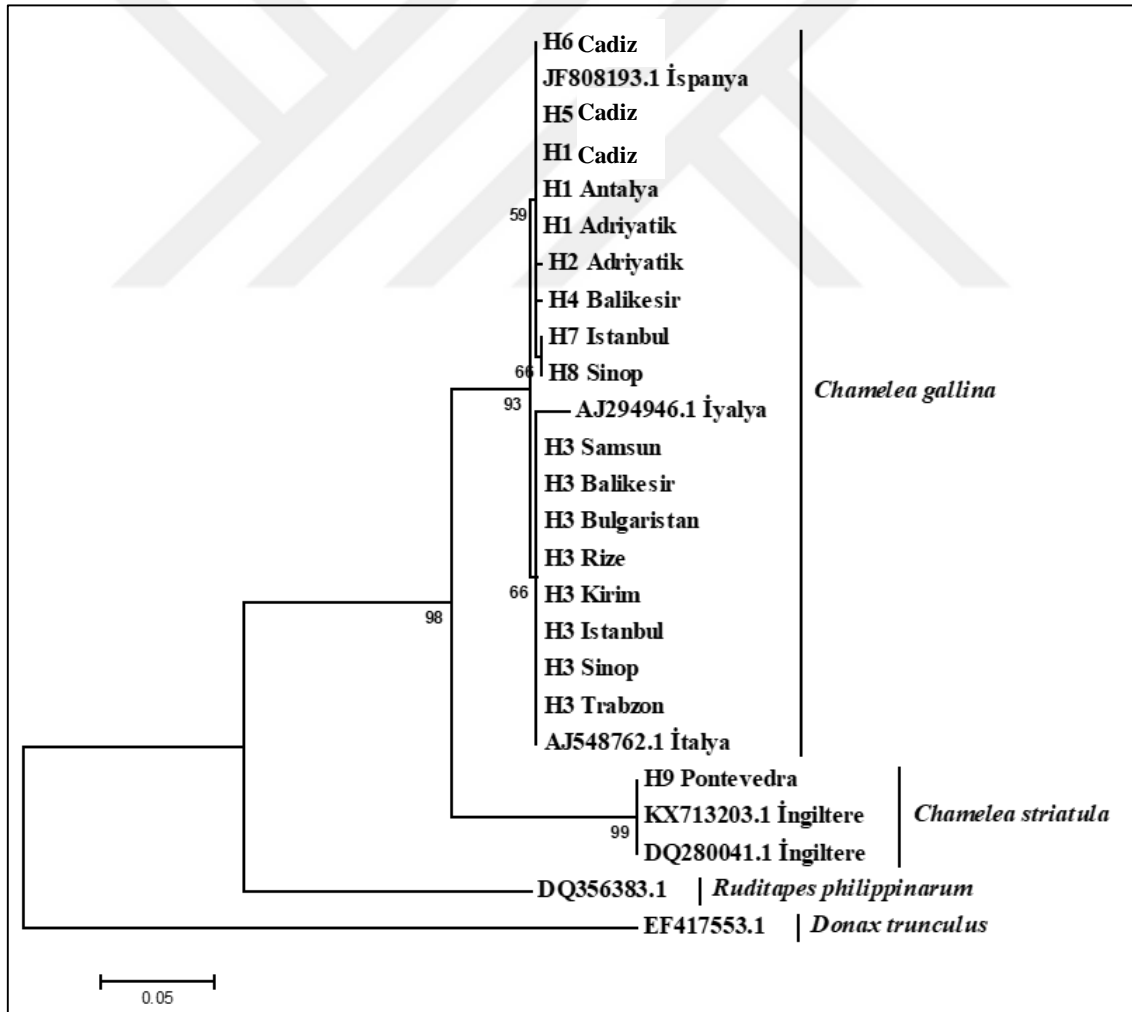 H6 Cadiz
JF808193.1 İspanya
H5 Cadiz
H1 Cadiz
H1 Antalya
59
H1 Adriyatik
H2 Adriyatik
H4 Balikesir
H7 Istanbul
66
H8 Sinop
Chamelea gallina
93
AJ294946.1 İyalya
H3 Samsun
H3 Balikesir
H3 Bulgaristan
H3 Rize
66
H3 Kirim
98
H3 Istanbul
H3 Sinop
H3 Trabzon
AJ548762.1 İtalya
H9 Pontevedra
KX713203.1 İngiltere
Chamelea striatula
99
DQ280041.1 İngiltere
DQ356383.1
Ruditapes philippinarum
EF417553.1
Donax trunculus
0.05